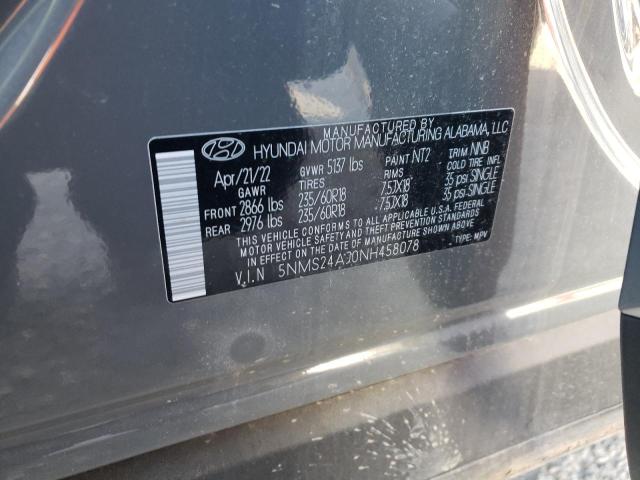 MANUFACTURED BY
HYUNDAI MOTOR MANUFACTURING ALABAMA, LLC
Apr/21/22 GVWR 5137 lbs PAINT NT2 TRIM NNB
GAWR TIRES RIMS COLD TIRE INFL
FRONT 2866 lbs 235/60R18 7.5JX18 35 psi SINGLE
REAR 2976 lbs 235/60R18 7.5JX18 35 psi SINGLE
THIS VEHICLE CONFORMS TO ALL APPLICABLE U.S.A. FEDERAL
MOTOR VEHICLE SAFETY, BUMPER, AND THEFT PREVENTION STANDARDS
IN EFFECT ON THE DATE OF MANUFACTURE SHOWN ABOVE.
V.I.N 5NMS24AJ0NH458078 TYPE: MPV